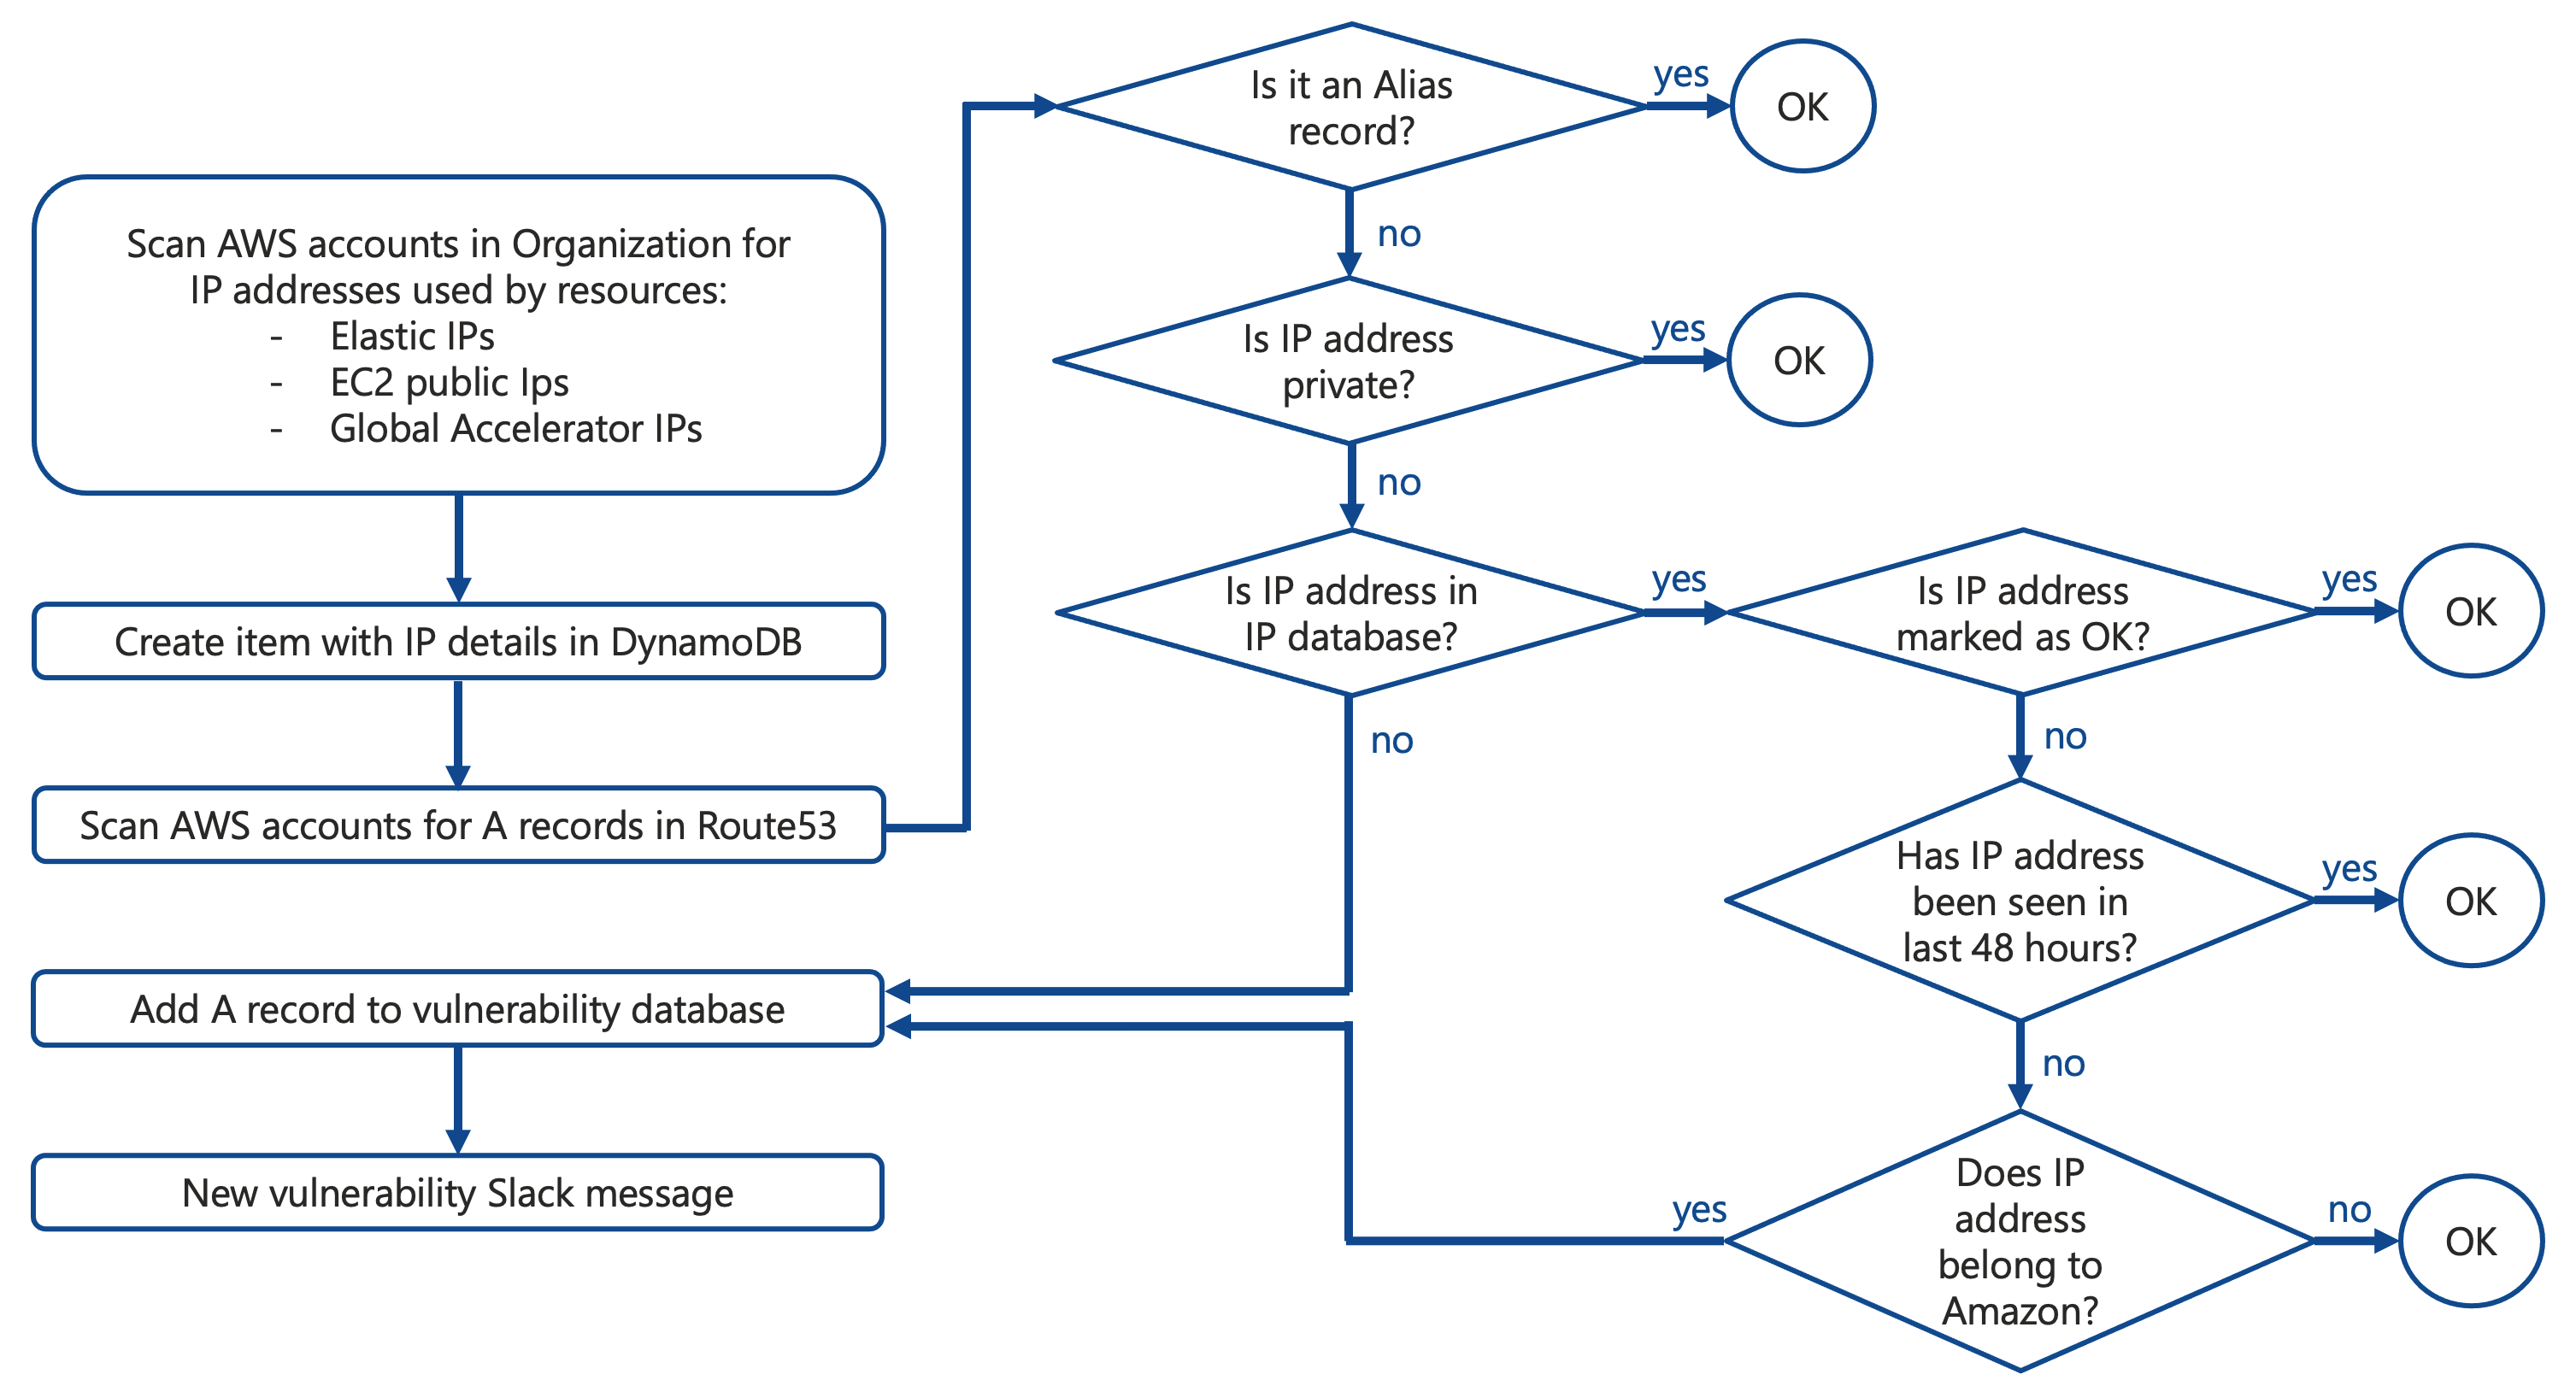 Scan AWS accounts in Organization for
IP addresses used by resources:
- Elastic IPs
- EC2 public Ips
- Global Accelerator IPs
Create item with IP details in DynamoDB
Scan AWS accounts for A records in Route53
Add A record to vulnerability database
New vulnerability Slack message
Is it an Alias
record?
yes
OK
no
Is IP address
private?
yes
OK
no
Is IP address in
IP database?
yes
no
Is IP address
marked as OK?
yes
OK
no
Has IP address
been seen in
last 48 hours?
yes
OK
no
Does IP
address
belong to
Amazon?
yes
no
OK